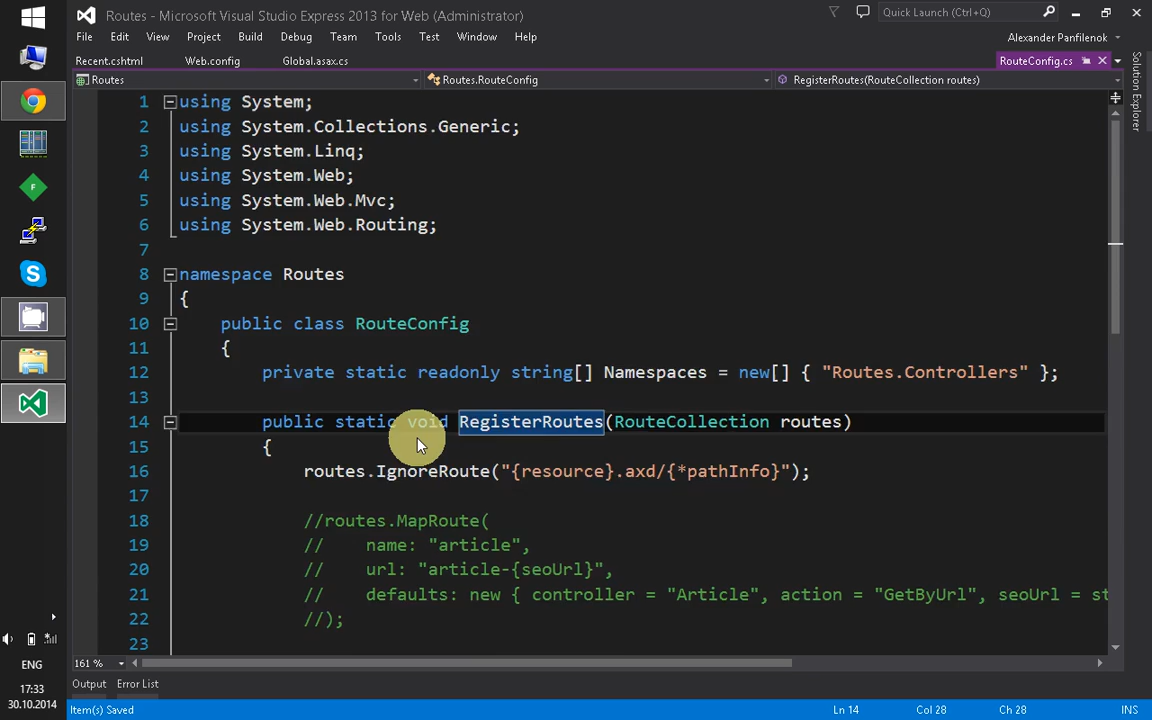 Routes - Microsoft Visual Studio Express 2013 for Web (Administrator)
Quick Launch (Ctrl+Q)
File Edit View Project Build Debug Team Tools Test Window Help
Alexander Panfilenok
Recent.cshtml Web.config Global.asax.cs RouteConfig.cs
Routes Routes.RouteConfig RegisterRoutes(RouteCollection routes)
Solution Explorer
1 using System;
2 using System.Collections.Generic;
3 using System.Linq;
4 using System.Web;
5 using System.Web.Mvc;
6 using System.Web.Routing;
7
8 namespace Routes
9 {
10 public class RouteConfig
11 {
12 private static readonly string[] Namespaces = new[] { "Routes.Controllers" };
13
14 public static void RegisterRoutes(RouteCollection routes)
15 {
16 routes.IgnoreRoute("{resource}.axd/{*pathInfo}");
17
18 //routes.MapRoute(
19 // name: "article",
20 // url: "article-{seoUrl}",
21 // defaults: new { controller = "Article", action = "GetByUrl", seoUrl = st
22 //);
23
161 %
Output Error List
Item(s) Saved Ln 14 Col 28 Ch 28 INS
F
S
ENG
17:33
30.10.2014